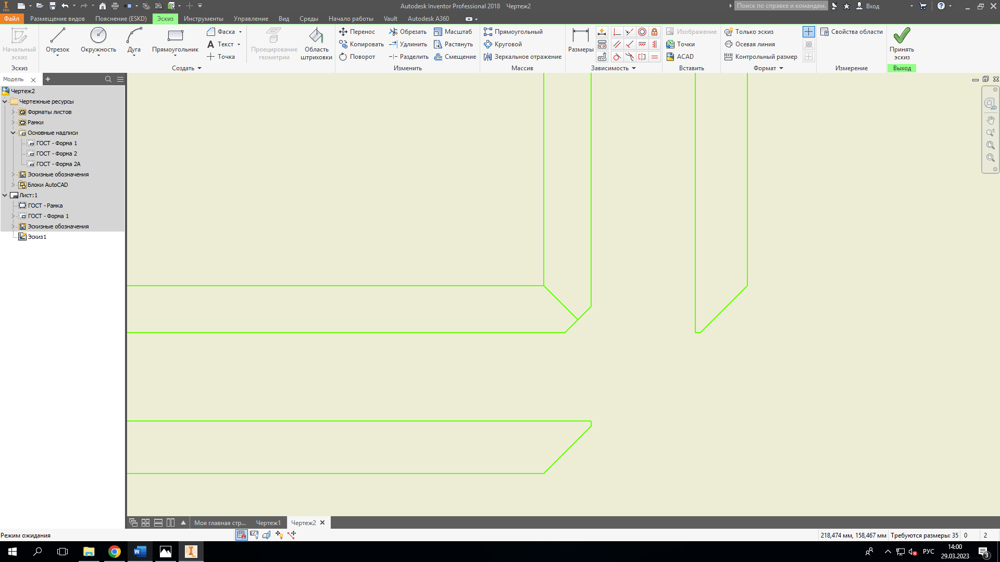 Autodesk Inventor Professional 2018 Чертеж2
Поиск по справке и командам.
Вход
Файл
Размещение видов
Пояснение (ESKD)
Эскиз
Инструменты
Управление
Вид
Среды
Начало работы
Vault
Autodesk A360
Начальный
эскиз
Эскиз
Отрезок
Окружность
Дуга
Прямоугольник
Фаска
Текст
Точка
Создать
Проецирование
геометрии
Область
штриховки
Перенос
Копировать
Поворот
Обрезать
Удлинить
Разделить
Масштаб
Растянуть
Смещение
Изменить
Прямоугольный
Круговой
Зеркальное отражение
Массив
Размеры
Зависимость
Изображение
Точки
ACAD
Вставить
Только эскиз
Осевая линия
Контрольный размер
Формат
Свойства области
Измерение
Принять
эскиз
Выход
Модель
Чертеж2
Чертежные ресурсы
Форматы листов
Рамки
Основные надписи
ГОСТ - Форма 1
ГОСТ - Форма 2
ГОСТ - Форма 2А
Эскизные обозначения
Блоки AutoCAD
Лист:1
ГОСТ - Рамка
ГОСТ - Форма 1
Эскизные обозначения
Эскиз1
2D
Моя главная стр...
Чертеж1
Чертеж2
Режим ожидания
218,474 мм, 158,467 мм
Требуются размеры: 35
0
2
РУС
14:00
29.03.2023
3